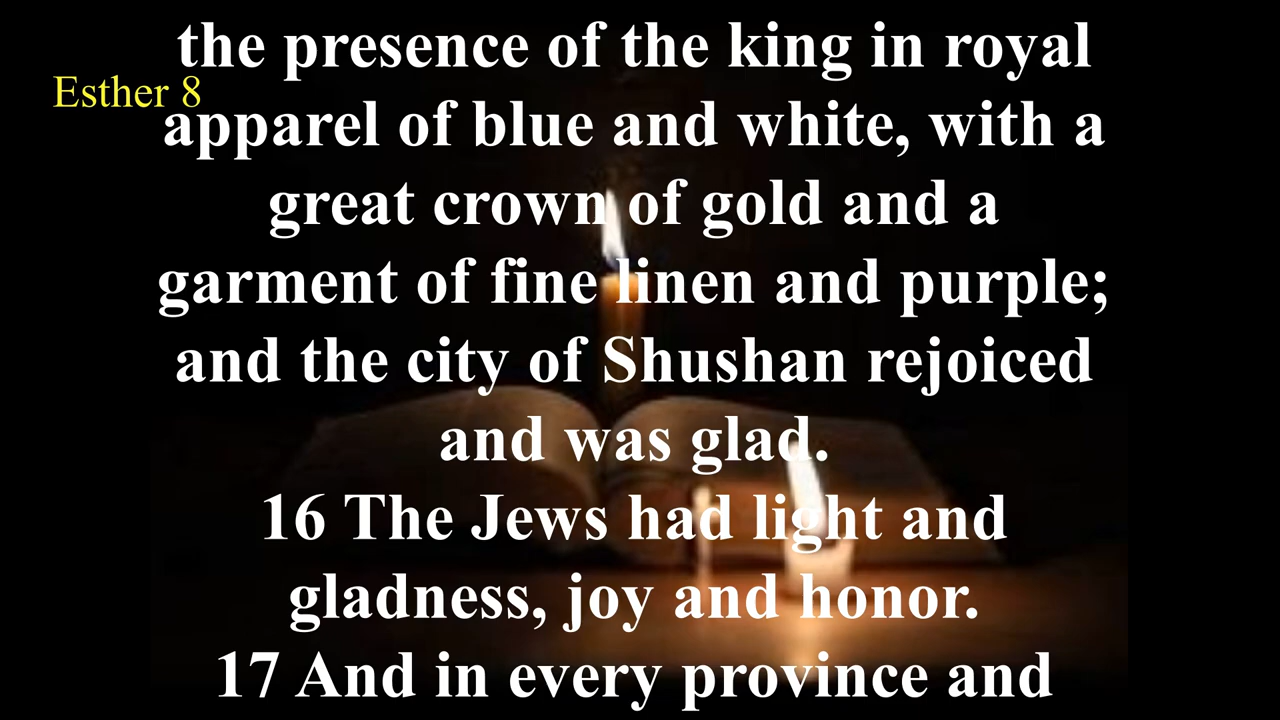 the presence of the king in royal
Esther 8
apparel of blue and white, with a
great crown of gold and a
garment of fine linen and purple;
and the city of Shushan rejoiced
and was glad.
16 The Jews had light and
gladness, joy and honor.
17 And in every province and